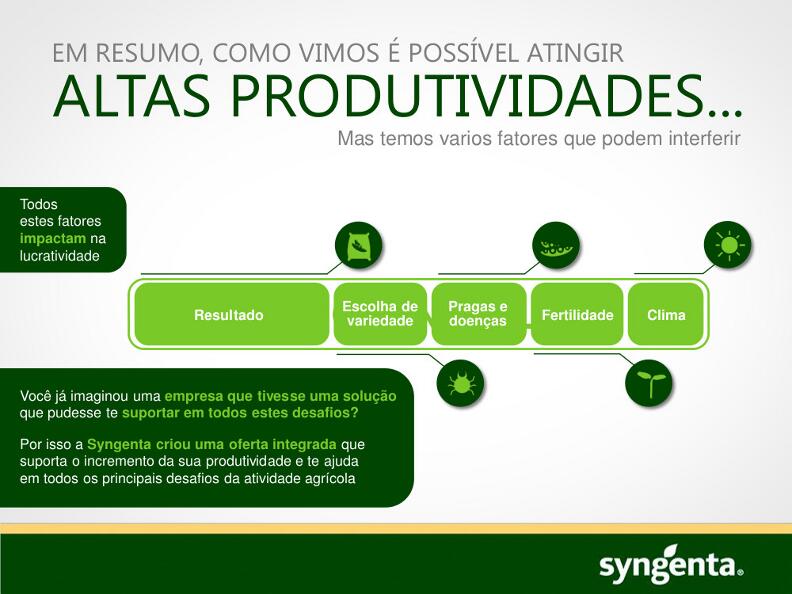 EM RESUMO, COMO VIMOS É POSSÍVEL ATINGIR
ALTAS PRODUTIVIDADES...
Mas temos varios fatores que podem interferir
Todos
estes fatores
impactam na
lucratividade
Resultado
Escolha de
variedade
Pragas e
doenças
Fertilidade
Clima
Você já imaginou uma empresa que tivesse uma solução
que pudesse te suportar em todos estes desafios?
Por isso a Syngenta criou uma oferta integrada que
suporta o incremento da sua produtividade e te ajuda
em todos os principais desafios da atividade agrícola
syngenta®